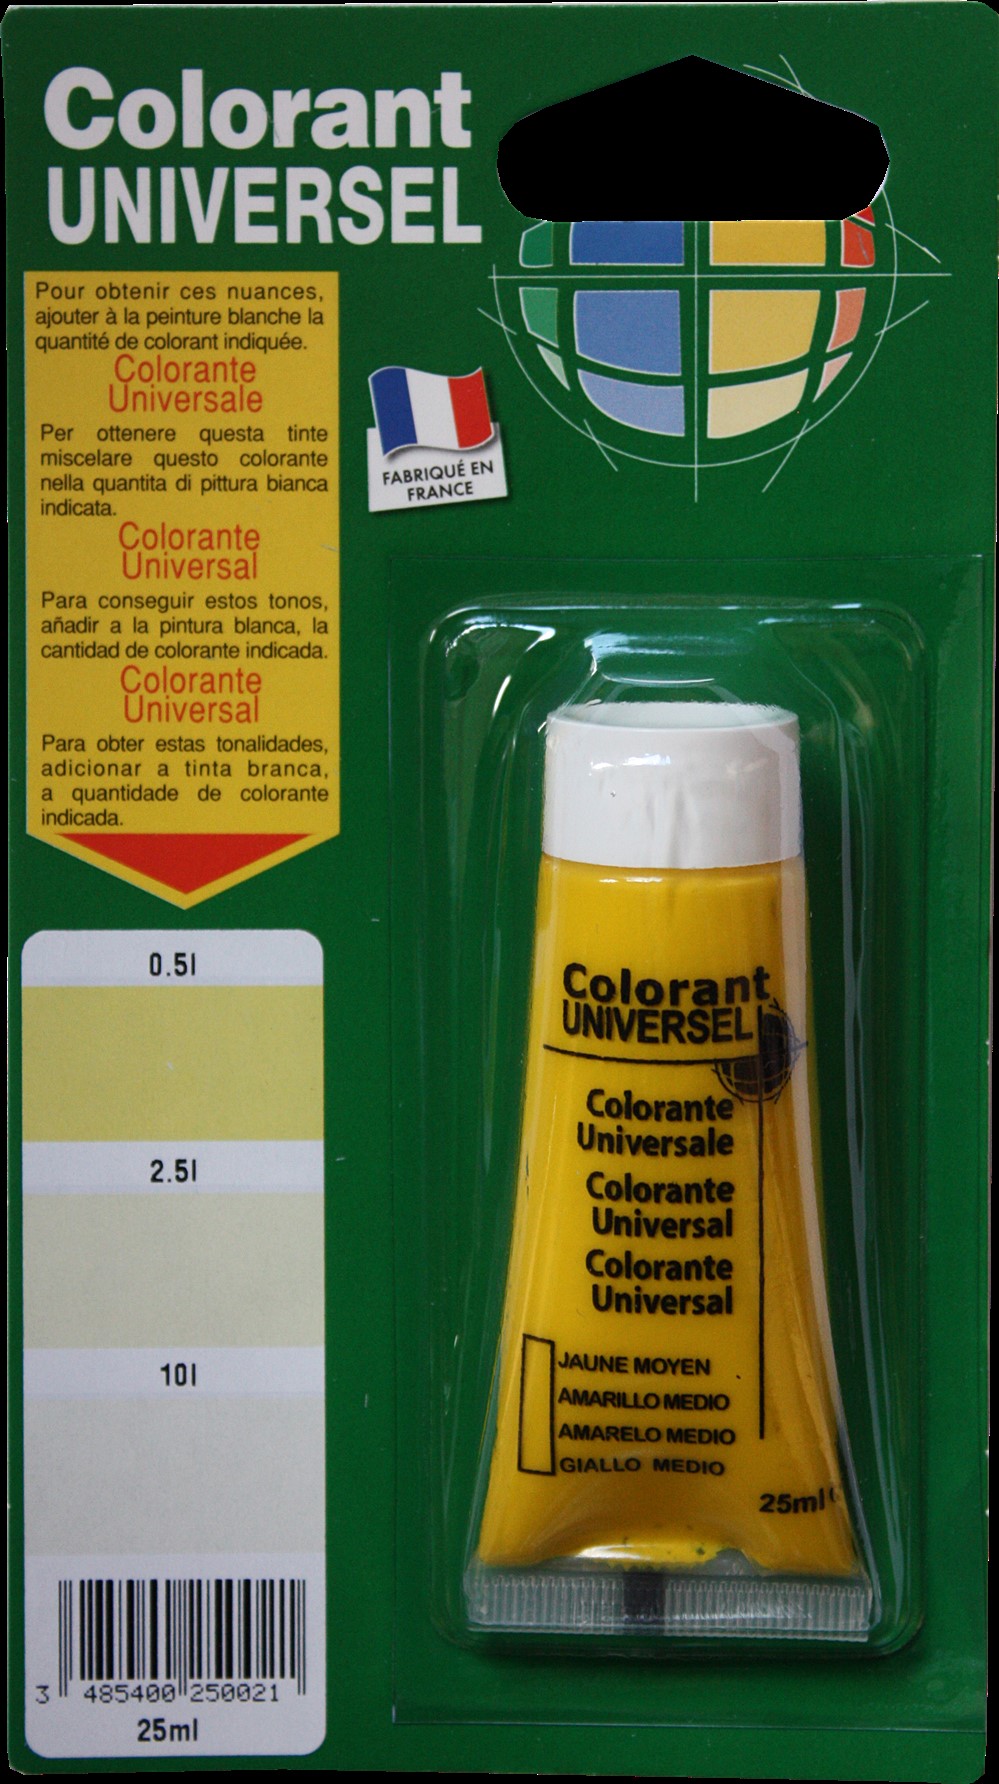 Colorant
UNIVERSEL
Pour obtenir ces nuances,
ajouter à la peinture blanche la
quantité de colorant indiquée.
Colorante
Universale
Per ottenere questa tinte
miscelare questo colorante
nella quantita di pittura bianca
indicata.
Colorante
Universal
Para conseguir estos tonos,
añadir a la pintura blanca, la
cantidad de colorante indicada.
Colorante
Universal
Para obter estas tonalidades,
adicionar a tinta branca,
a quantidade de colorante
indicada.
FABRIQUÉ EN
FRANCE
0.5l
2.5l
10l
3 485400 250021
25ml
Colorant
UNIVERSEL
Colorante
Universale
Colorante
Universal
Colorante
Universal
JAUNE MOYEN
AMARILLO MEDIO
AMARELO MEDIO
GIALLO MEDIO
25ml